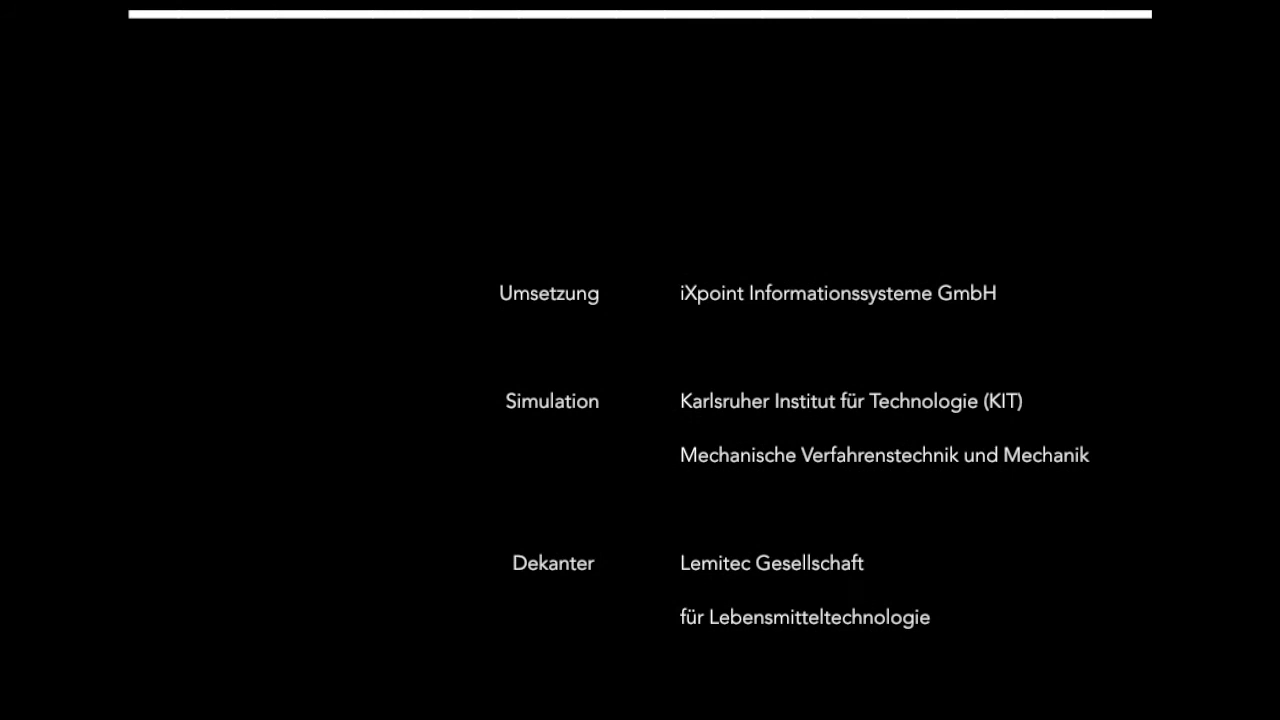 Umsetzung iXpoint Informationssysteme GmbH
Simulation Karlsruher Institut für Technologie (KIT)
Mechanische Verfahrenstechnik und Mechanik
Dekanter Lemitec Gesellschaft
für Lebensmitteltechnologie